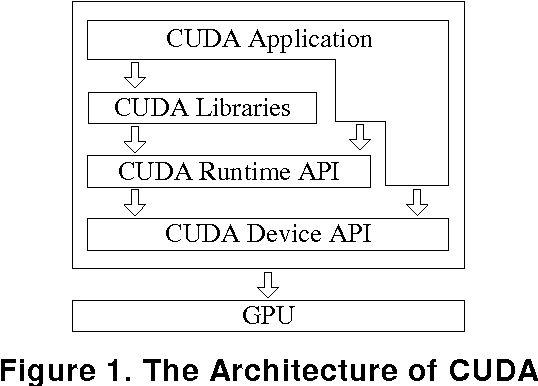 CUDA Application
CUDA Libraries
CUDA Runtime API
CUDA Device API
GPU
Figure 1. The Architecture of CUDA